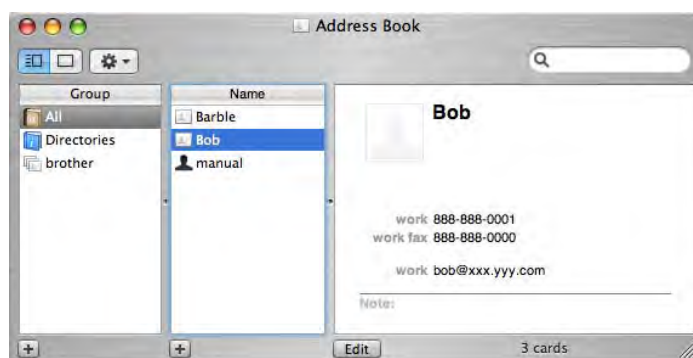 Address Book
Group
All
Directories
brother
Name
Barble
Bob
manual
Bob
work 888-888-0001
work fax 888-888-0000
work bob@xxx.yyy.com
Note:
Edit
3 cards